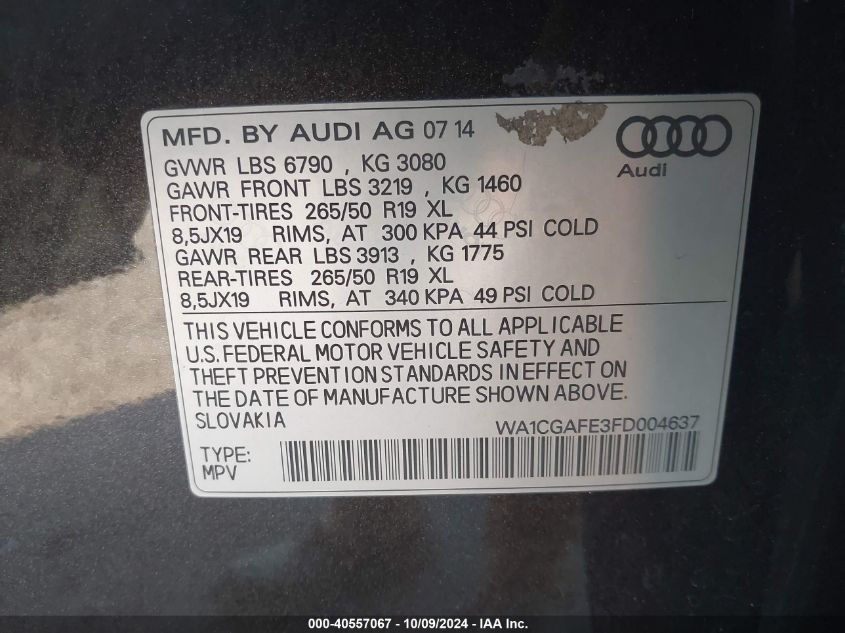 MFD. BY AUDI AG 07 14
Audi
GVWR LBS 6790 , KG 3080
GAWR FRONT LBS 3219 , KG 1460
FRONT-TIRES 265/50 R19 XL
8,5JX19 RIMS, AT 300 KPA 44 PSI COLD
GAWR REAR LBS 3913 , KG 1775
REAR-TIRES 265/50 R19 XL
8,5JX19 RIMS, AT 340 KPA 49 PSI COLD
THIS VEHICLE CONFORMS TO ALL APPLICABLE
U.S. FEDERAL MOTOR VEHICLE SAFETY AND
THEFT PREVENTION STANDARDS IN EFFECT ON
THE DATE OF MANUFACTURE SHOWN ABOVE.
SLOVAKIA WA1CGAFE3FD004637
TYPE:
MPV
000-40557067 - 10/09/2024 - IAA Inc.